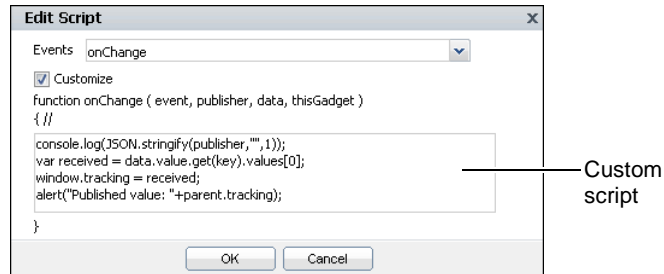 Edit Script
x
Events onChange
Customize
function onChange ( event, publisher, data, thisGadget )
{ //
console.log(JSON.stringify(publisher,"",1));
var received = data.value.get(key).values[0];
window.tracking = received;
alert("Published value: "+parent.tracking);
Custom
script
}
OK Cancel